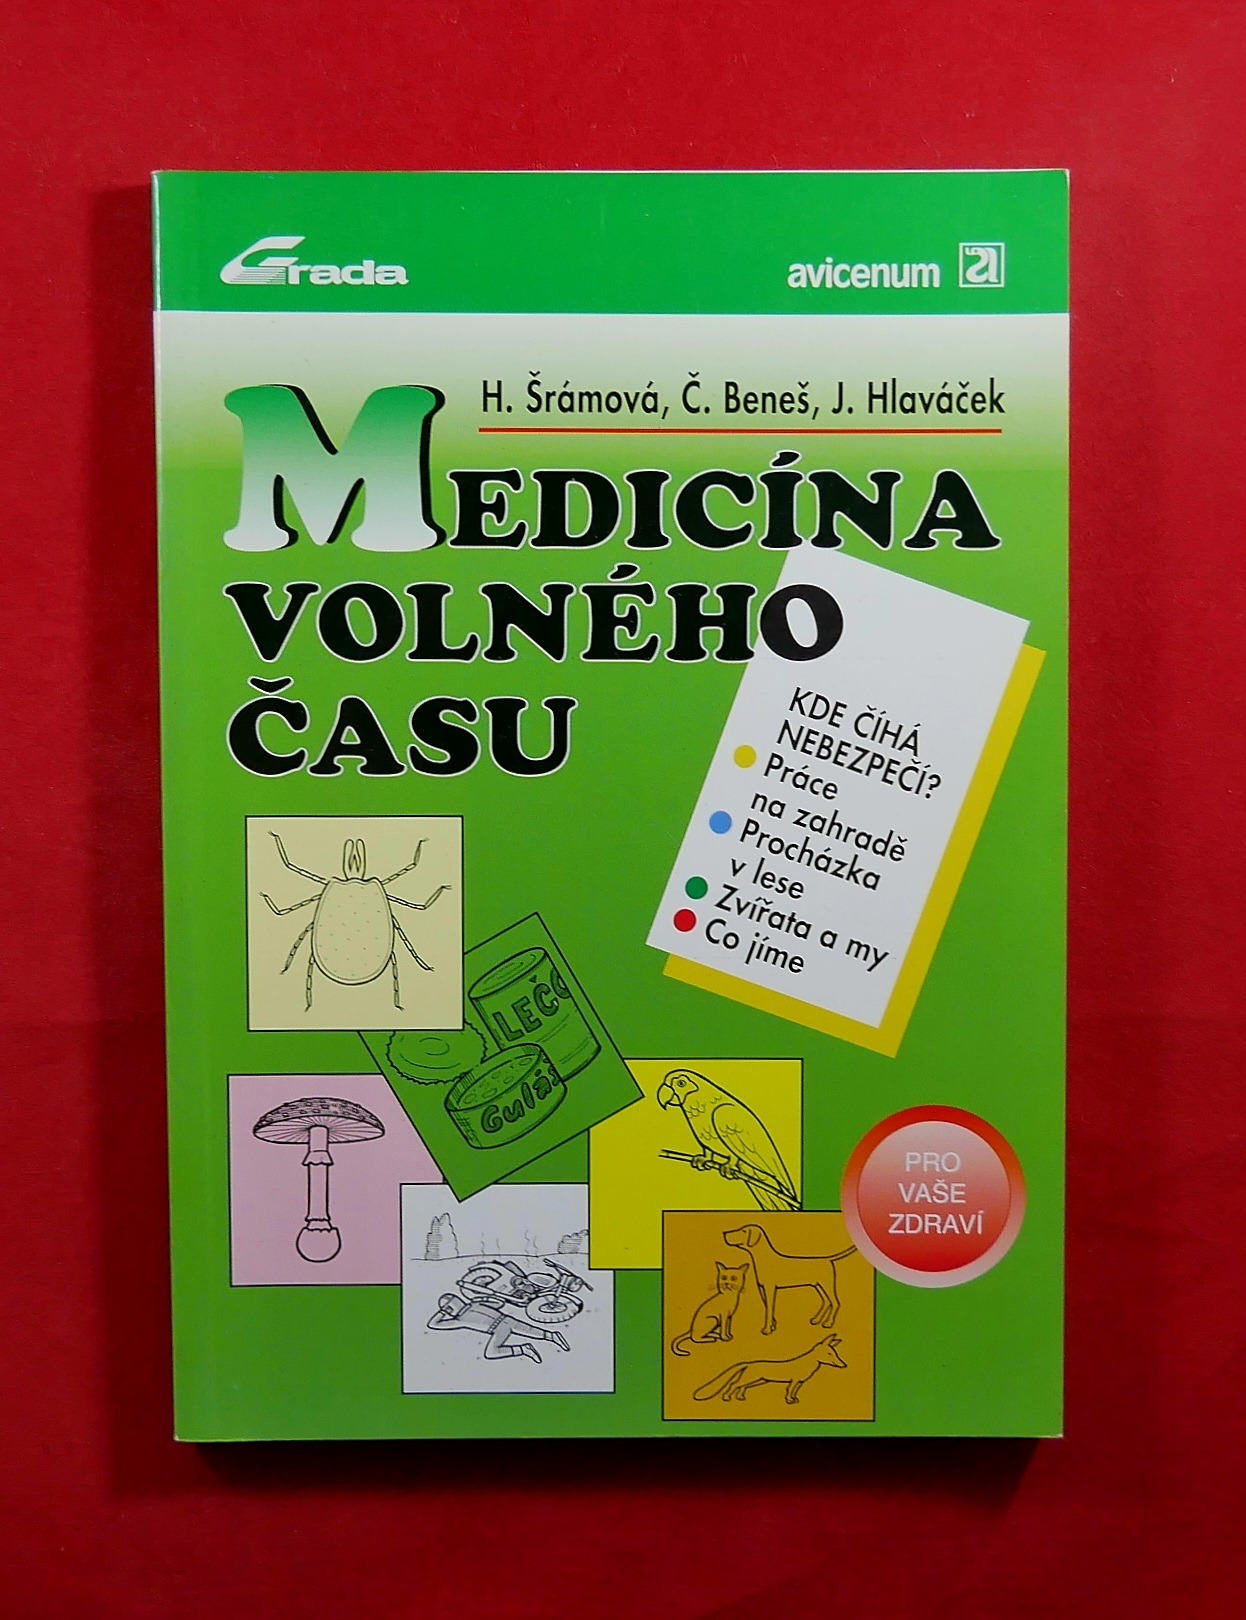 Grada
avicenum a
H. Šrámová, Č. Beneš, J. Hlaváček
MEDICÍNA
VOLNÉHO
ČASU
KDE ČÍHÁ
NEBEZPEČÍ?
Práce
na zahradě
Procházka
v lese
Zvířata a my
Co jíme
LEČO
Guláš
PRO
VAŠE
ZDRAVÍ